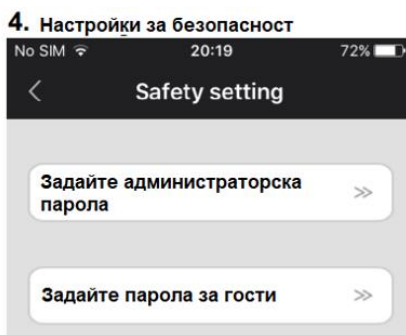 4. Настройки за безопасност
No SIM 20:19 72%
Safety setting
Задайте администраторска
парола
Задайте парола за гости